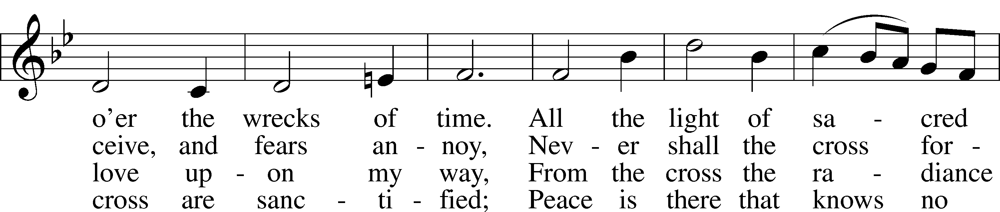 o’er the wrecks of time. All the light of sa - cred
ceive, and fears an - noy, Nev - er shall the cross for -
love up - on my way, From the cross the ra - diance
cross are sanc - ti - fied; Peace is there that knows no